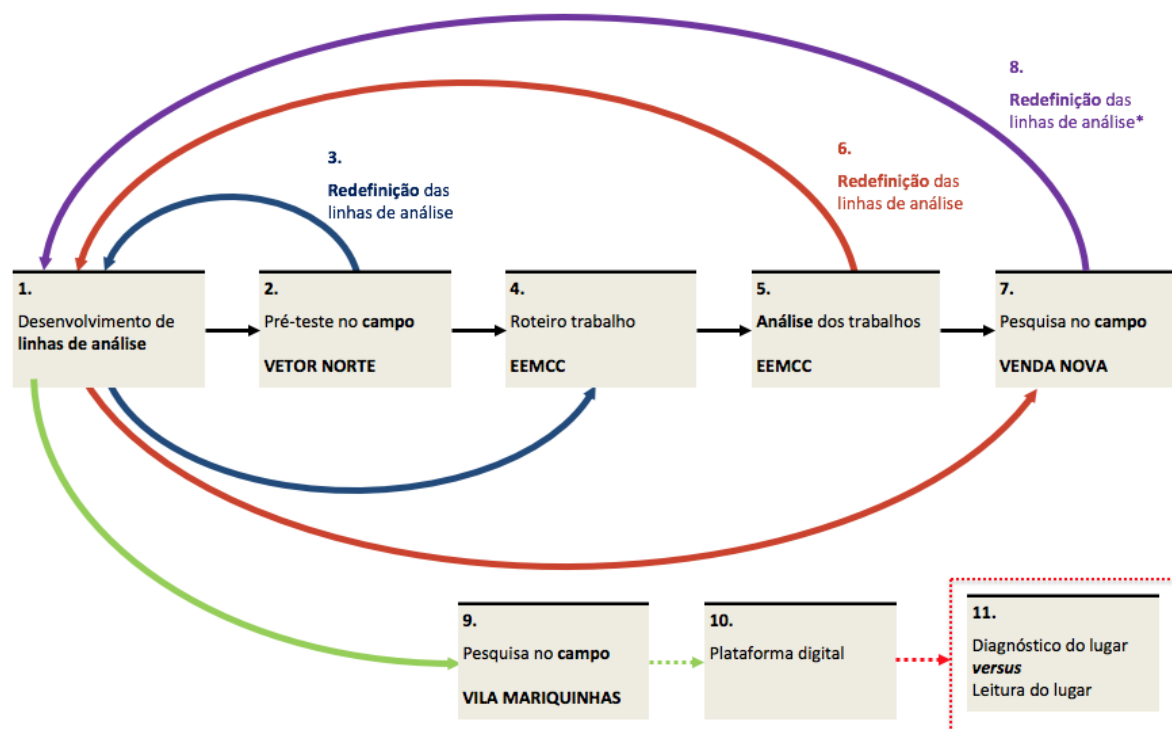 8.
Redefinição das
linhas de análise*
6.
Redefinição das
linhas de análise
3.
Redefinição das
linhas de análise
1.
Desenvolvimento de
linhas de análise
2.
Pré-teste no campo
VETOR NORTE
4.
Roteiro trabalho
EEMCC
5.
Análise dos trabalhos
EEMCC
7.
Pesquisa no campo
VENDA NOVA
9.
Pesquisa no campo
VILA MARIQUINHAS
10.
Plataforma digital
11.
Diagnóstico do lugar
versus
Leitura do lugar